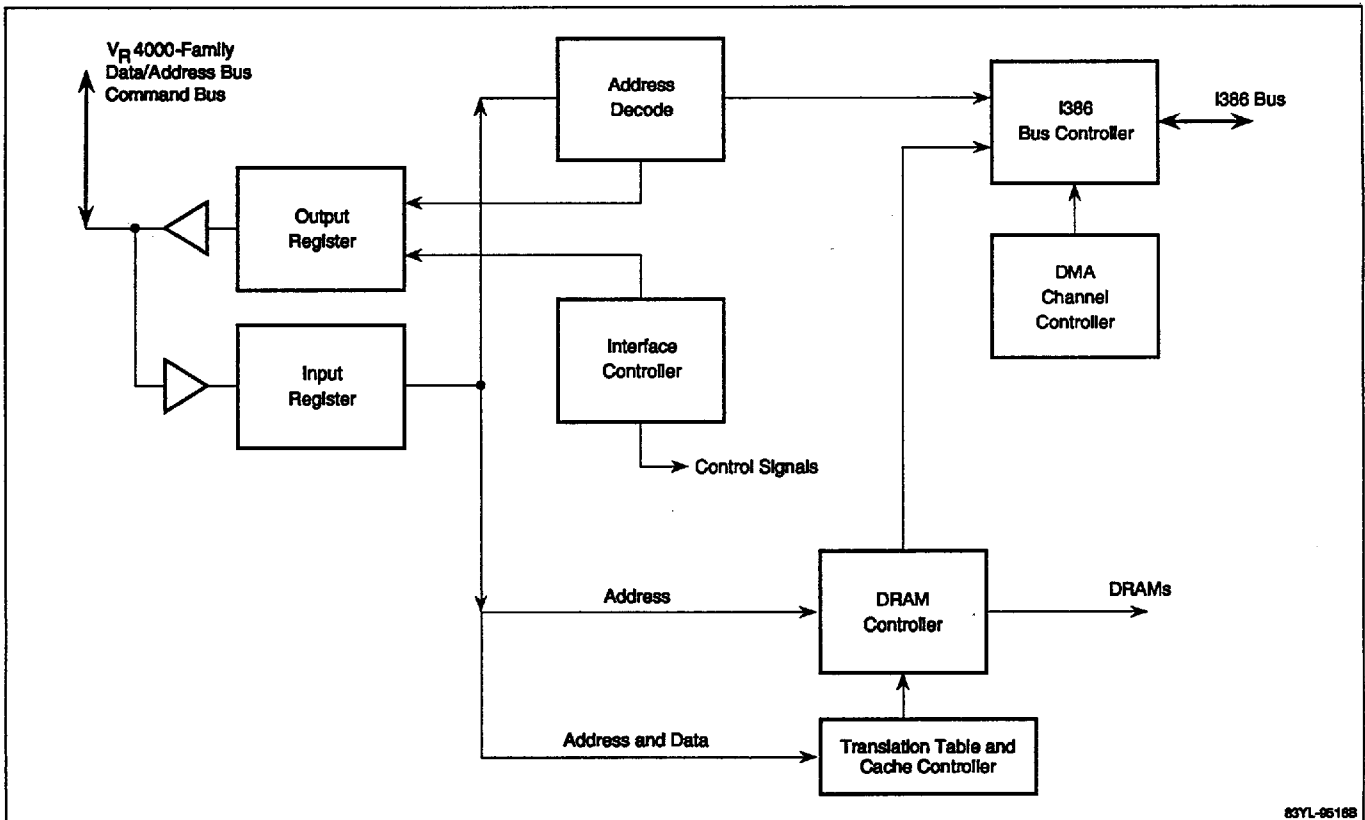 VR 4000-Family
Data/Address Bus
Command Bus
Address
Decode
I386
Bus Controller
I386 Bus
Output
Register
DMA
Channel
Controller
Input
Register
Interface
Controller
Control Signals
Address
DRAM
Controller
DRAMs
Address and Data
Translation Table and
Cache Controller
83YL-9516B